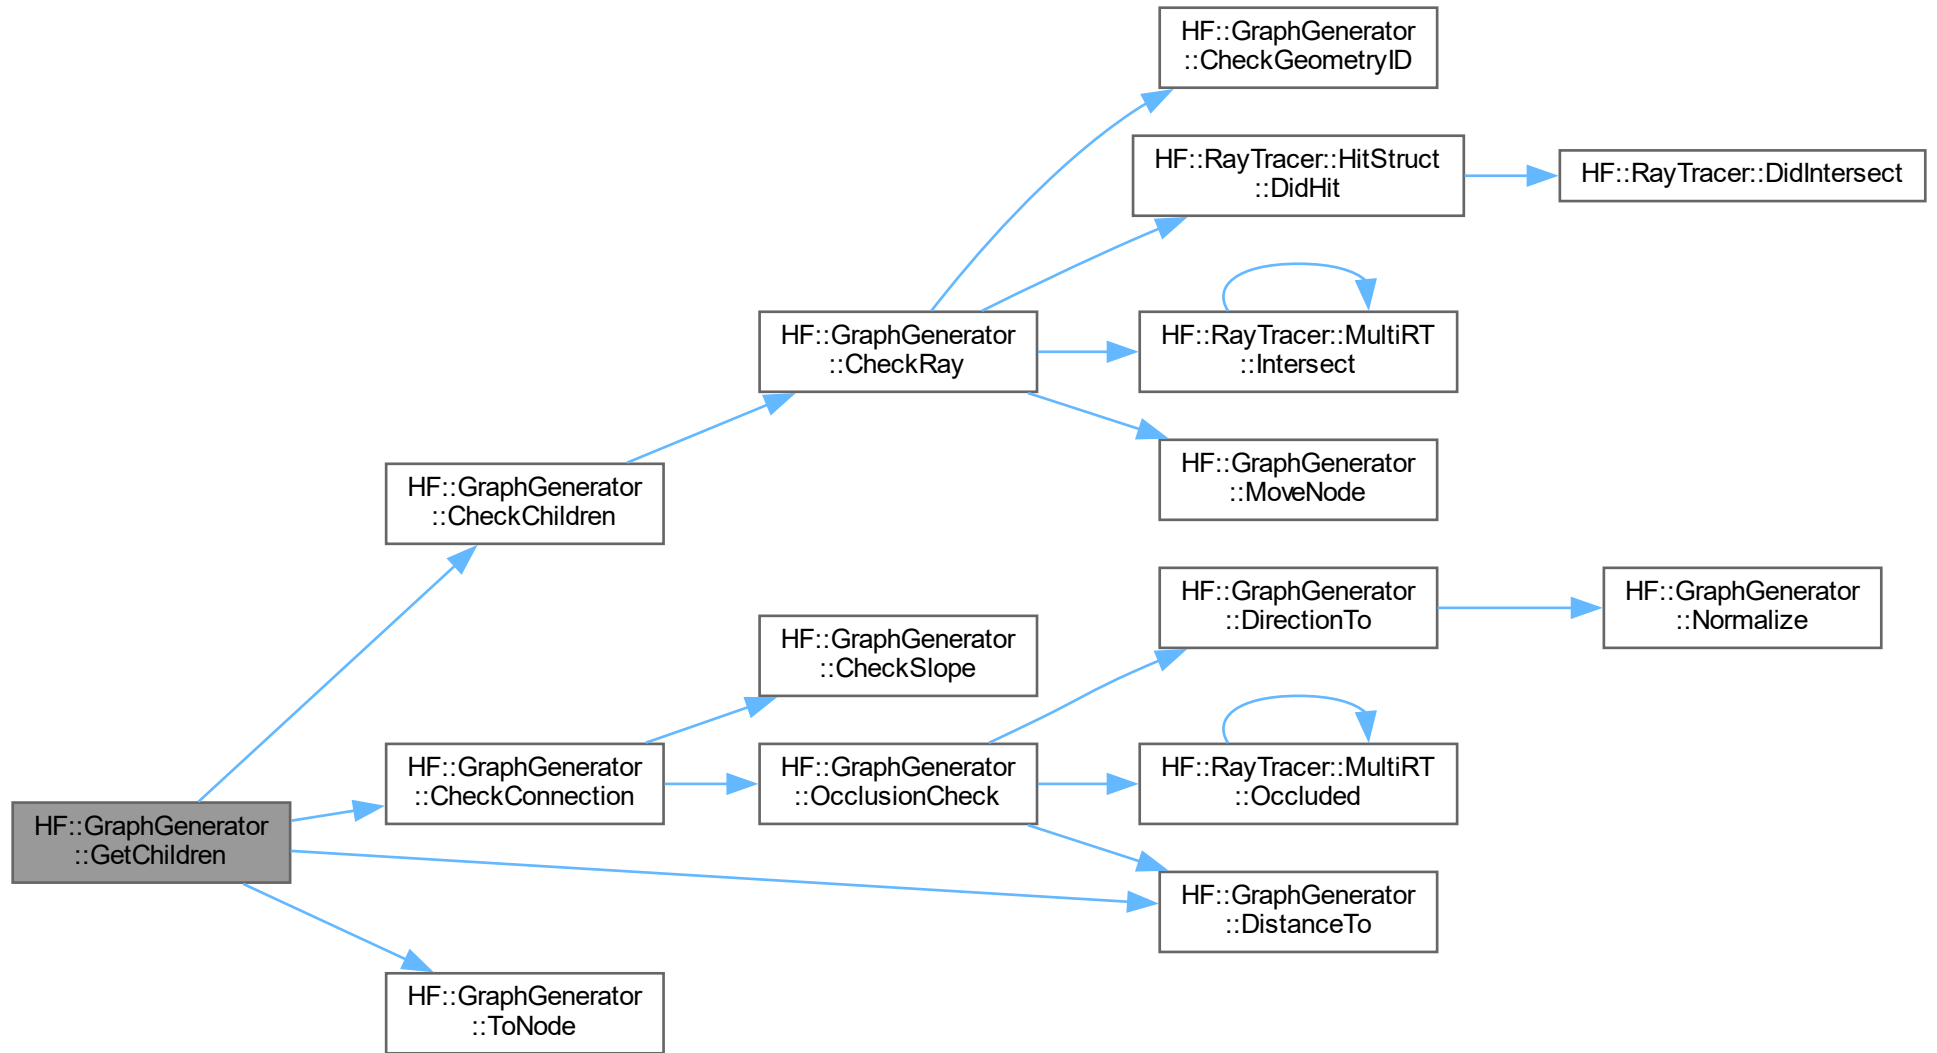 HF::GraphGenerator
::CheckGeometryID
HF::RayTracer::HitStruct
::DidHit
HF::RayTracer::DidIntersect
HF::GraphGenerator
::CheckRay
HF::RayTracer::MultiRT
::Intersect
HF::GraphGenerator
::MoveNode
HF::GraphGenerator
::CheckChildren
HF::GraphGenerator
::DirectionTo
HF::GraphGenerator
::Normalize
HF::GraphGenerator
::CheckSlope
HF::GraphGenerator
::CheckConnection
HF::GraphGenerator
::OcclusionCheck
HF::RayTracer::MultiRT
::Occluded
HF::GraphGenerator
::GetChildren
HF::GraphGenerator
::DistanceTo
HF::GraphGenerator
::ToNode